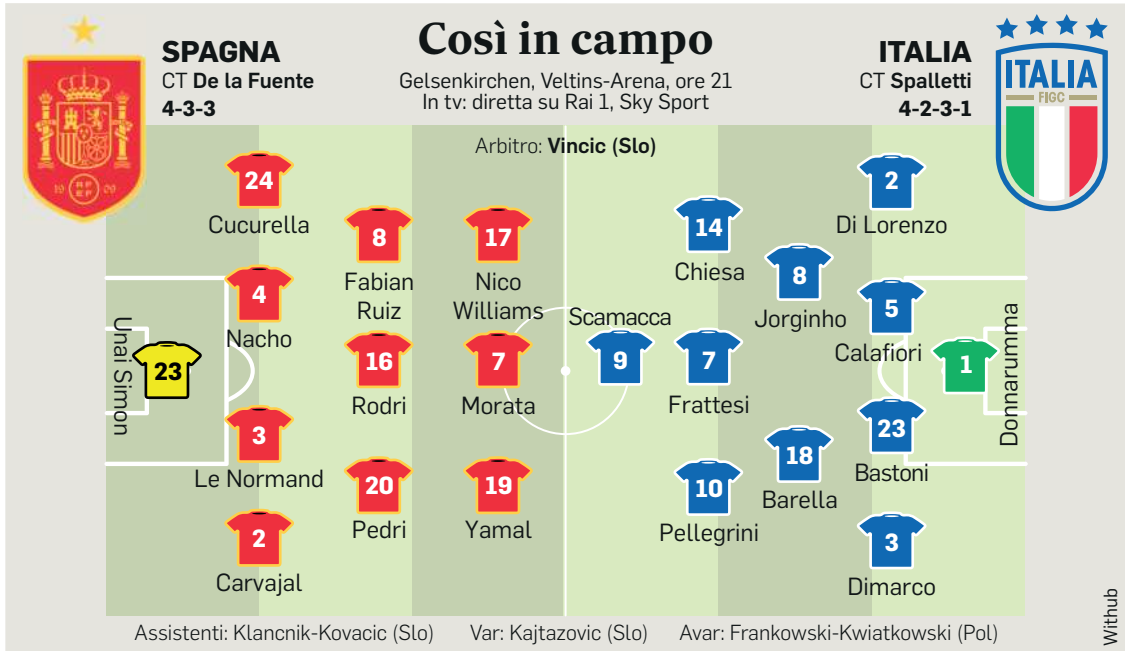 Così in campo
Gelsenkirchen, Veltins-Arena, ore 21
In tv: diretta su Rai 1, Sky Sport
SPAGNA
CT De la Fuente
4-3-3
ITALIA
CT Spalletti
4-2-3-1
ITALIA
FIGC
Arbitro: Vincic (Slo)
23
Unai Simon
24
Cucurella
4
Nacho
3
Le Normand
2
Carvajal
8
Fabian
Ruiz
16
Rodri
20
Pedri
17
Nico
Williams
7
Morata
19
Yamal
Scamacca
9
14
Chiesa
7
Frattesi
10
Pellegrini
8
Jorginho
18
Barella
2
Di Lorenzo
5
Calafiori
23
Bastoni
3
Dimarco
1
Donnarumma
Assistenti: Klancnik-Kovacic (Slo)
Var: Kajtazovic (Slo)
Avar: Frankowski-Kwiatkowski (Pol)
Withub